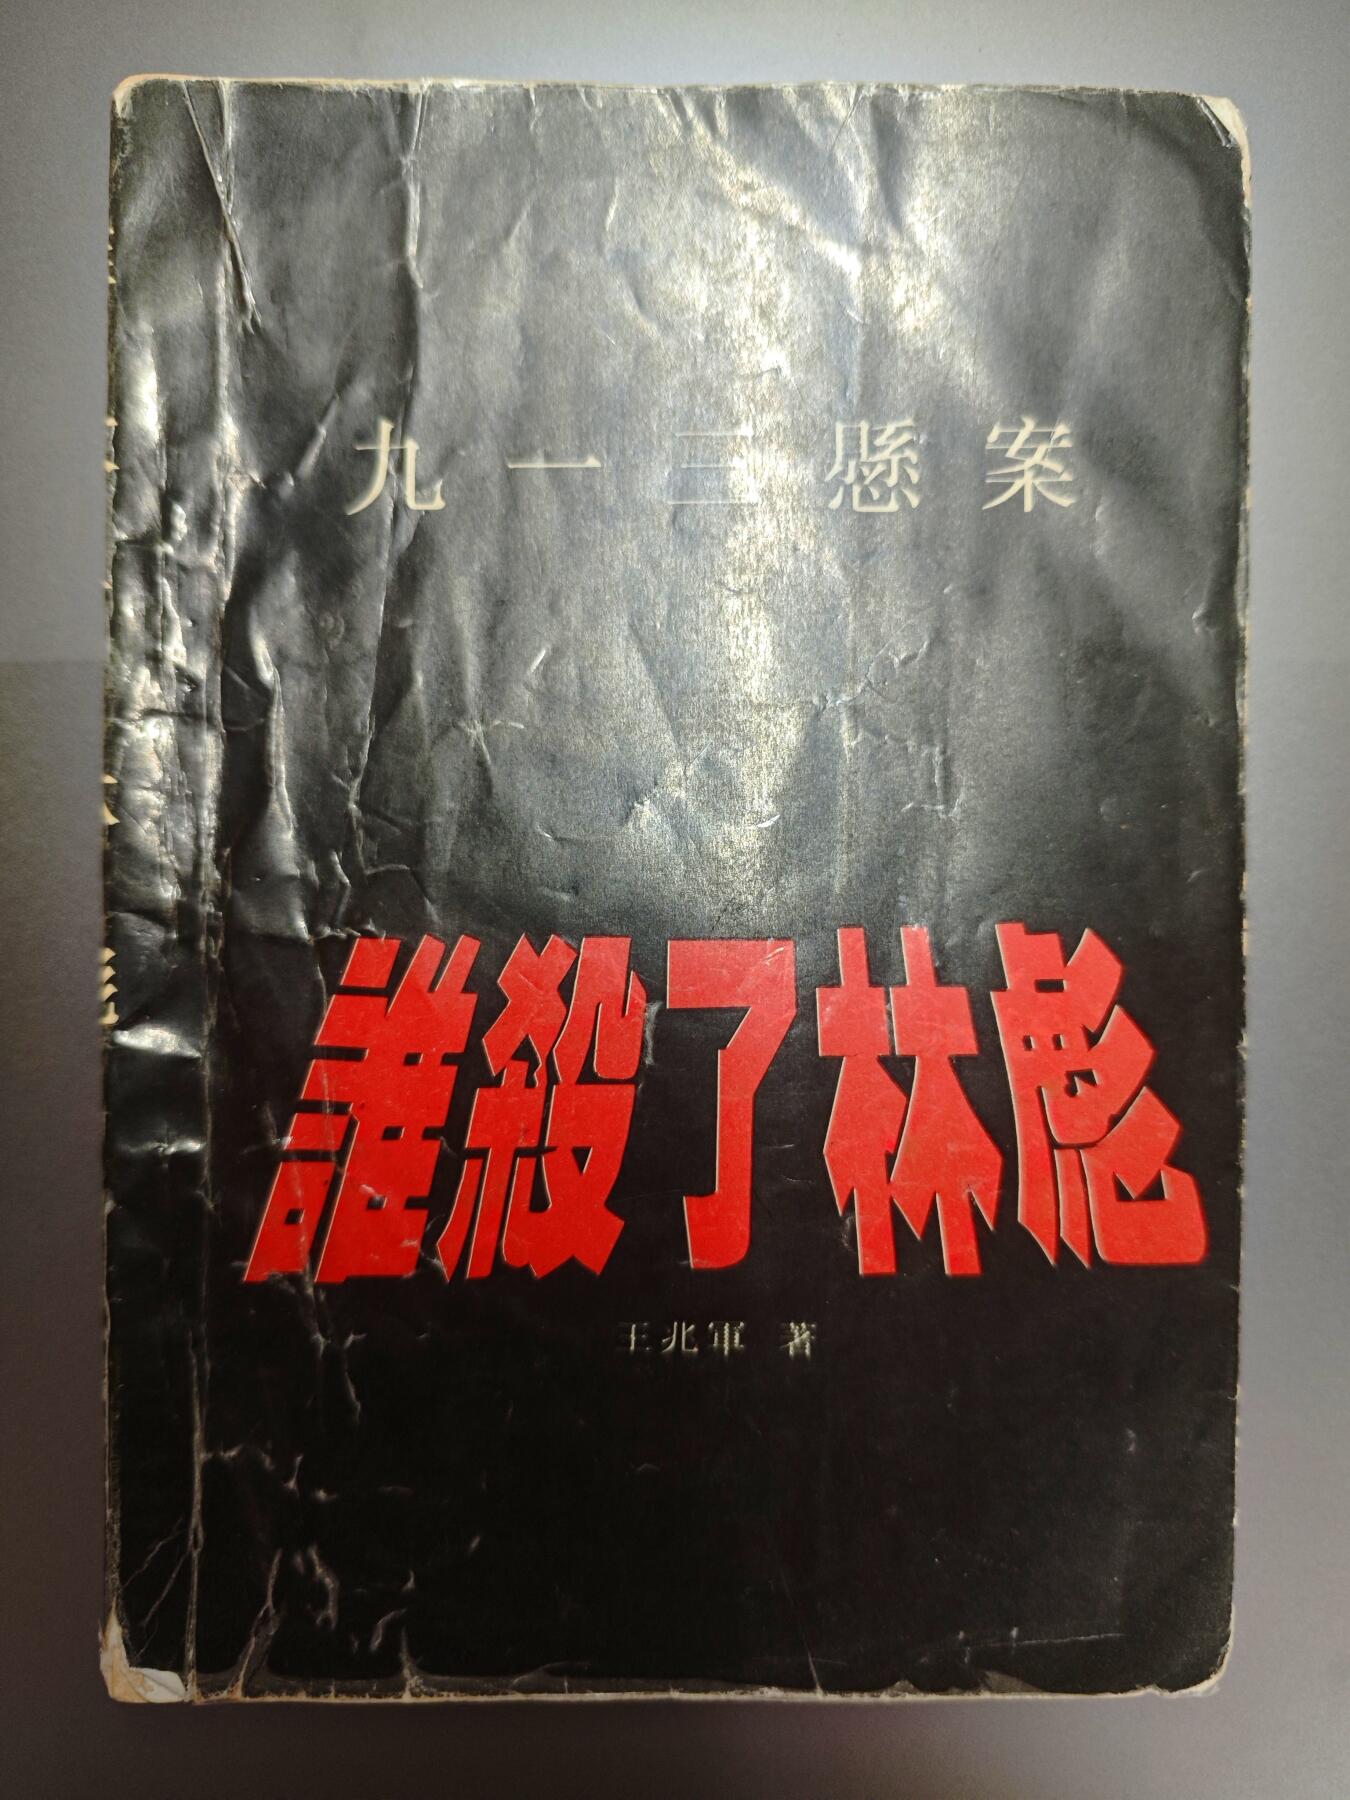 九一三懸案
誰殺了林彪
王兆軍 著